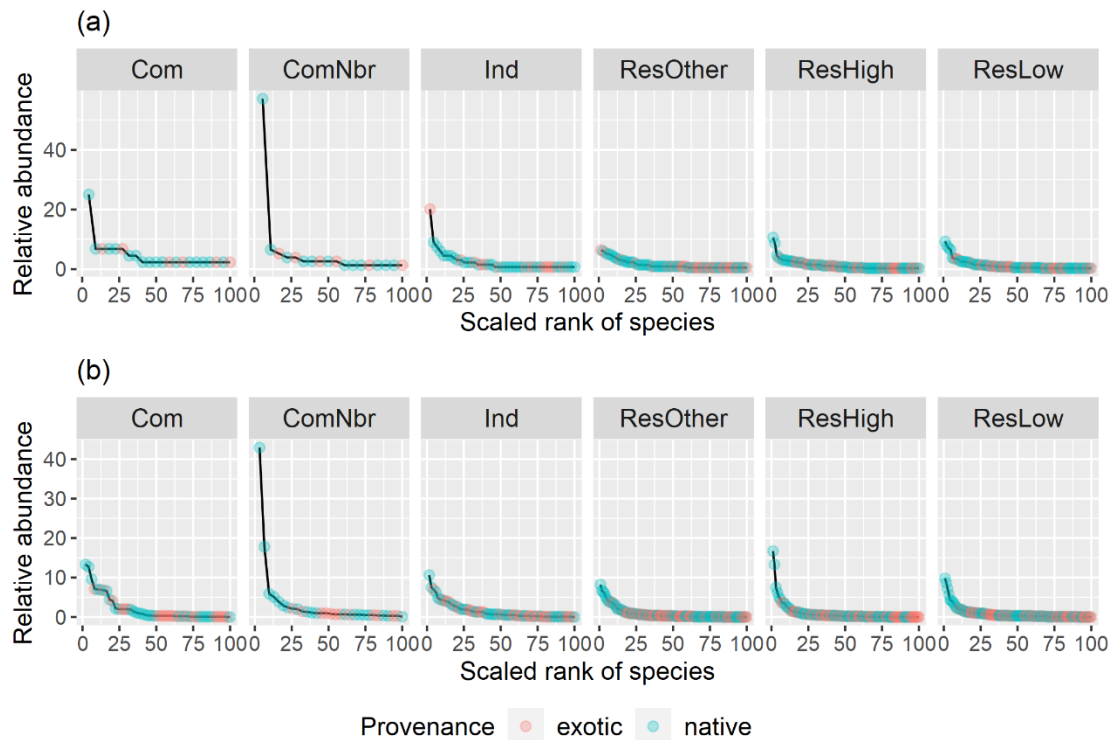 (a)
Com ComNbr Ind ResOther ResHigh ResLow
Relative abundance
40
20
0
0 25 50 75 100 0 25 50 75 100 0 25 50 75 100 0 25 50 75 100 0 25 50 75 100 0 25 50 75 100
Scaled rank of species
(b)
Com ComNbr Ind ResOther ResHigh ResLow
Relative abundance
40
30
20
10
0
0 25 50 75 100 0 25 50 75 100 0 25 50 75 100 0 25 50 75 100 0 25 50 75 100 0 25 50 75 100
Scaled rank of species
Provenance exotic native